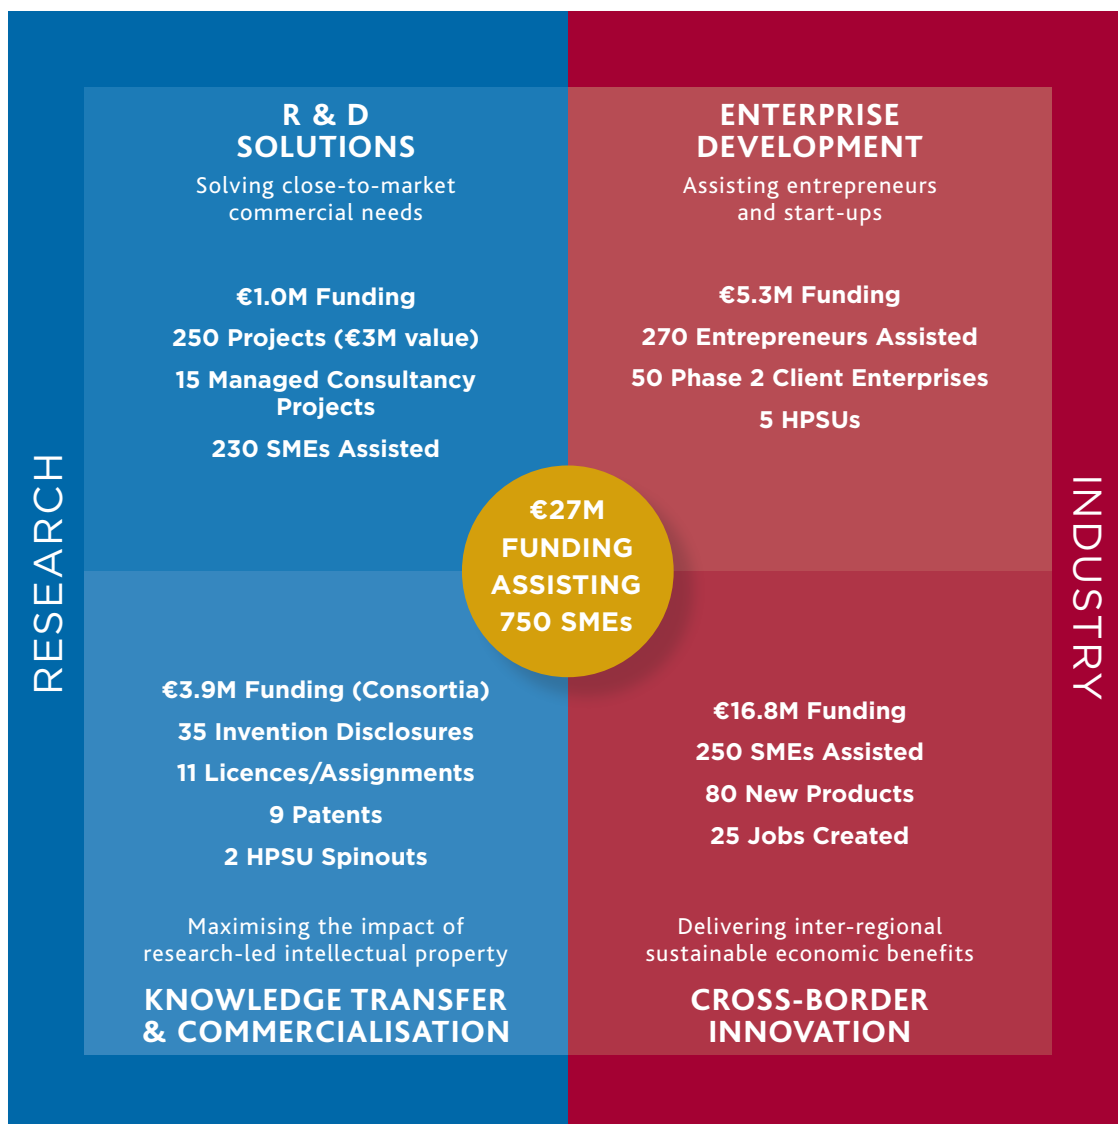 R & D
SOLUTIONS
Solving close-to-market
commercial needs
€1.0M Funding
250 Projects (€3M value)
15 Managed Consultancy
Projects
230 SMEs Assisted
ENTERPRISE
DEVELOPMENT
Assisting entrepreneurs
and start-ups
€5.3M Funding
270 Entrepreneurs Assisted
50 Phase 2 Client Enterprises
5 HPSUs
RESEARCH
€27M
FUNDING
ASSISTING
750 SMEs
INDUSTRY
€3.9M Funding (Consortia)
35 Invention Disclosures
11 Licences/Assignments
9 Patents
2 HPSU Spinouts
Maximising the impact of
research-led intellectual property
KNOWLEDGE TRANSFER
& COMMERCIALISATION
€16.8M Funding
250 SMEs Assisted
80 New Products
25 Jobs Created
Delivering inter-regional
sustainable economic benefits
CROSS-BORDER
INNOVATION